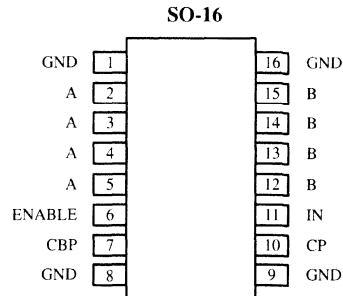 SO-16
GND 1 16 GND
A 2 15 B
A 3 14 B
A 4 13 B
A 5 12 B
ENABLE 6 11 IN
CBP 7 10 CP
GND 8 9 GND